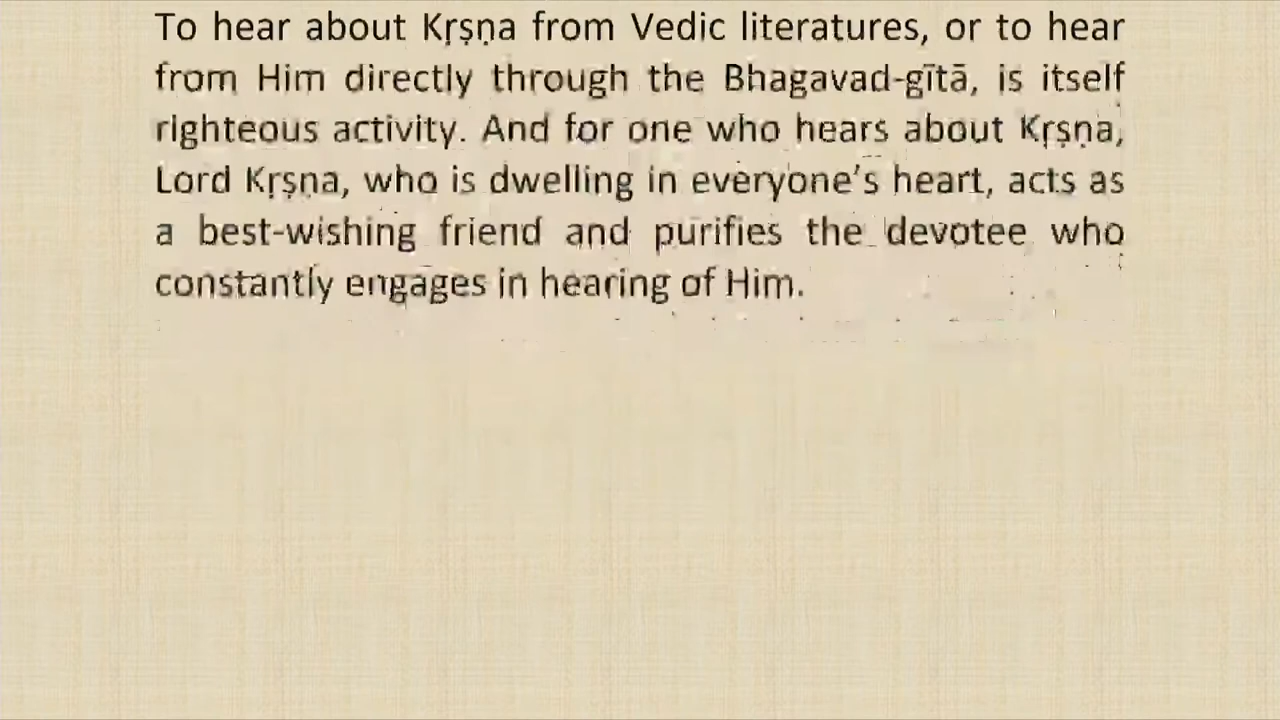 To hear about Kṛṣṇa from Vedic literatures, or to hear
from Him directly through the Bhagavad-gītā, is itself
righteous activity. And for one who hears about Kṛṣṇa,
Lord Kṛṣṇa, who is dwelling in everyone’s heart, acts as
a best-wishing friend and purifies the devotee who
constantly engages in hearing of Him.